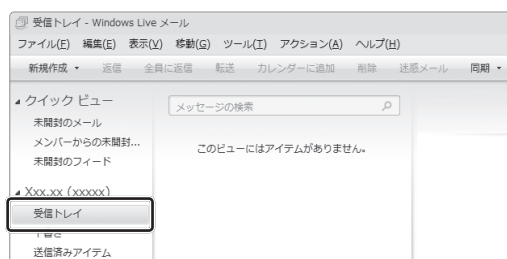 受信トレイ - Windows Live メール
ファイル(F) 編集(E) 表示(V) 移動(G) ツール(T) アクション(A) ヘルプ(H)
新規作成 返信 全員に返信 転送 カレンダーに追加 削除 迷惑メール 同期
クイック ビュー
メッセージの検索
未開封のメール
メンバーからの未開封...
このビューにはアイテムがありません。
未開封のフィード
Xxx.xx (xxxxx)
受信トレイ
送信済みアイテム